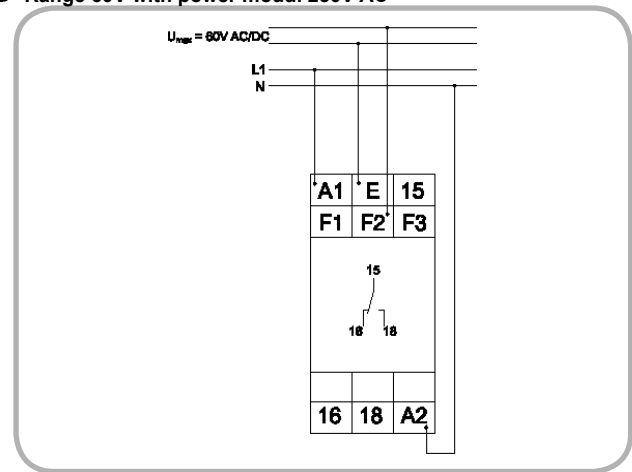 Range 60V with power modul 230V AC
Umax = 60V AC/DC
L1
N
A1 E 15
F1 F2 F3
15
16 18
16 18 A2